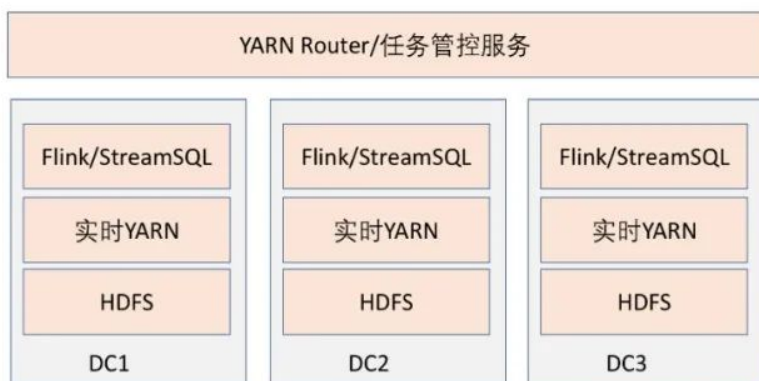 YARN Router/任务管控服务
Flink/StreamSQL
实时YARN
HDFS
DC1
Flink/StreamSQL
实时YARN
HDFS
DC2
Flink/StreamSQL
实时YARN
HDFS
DC3